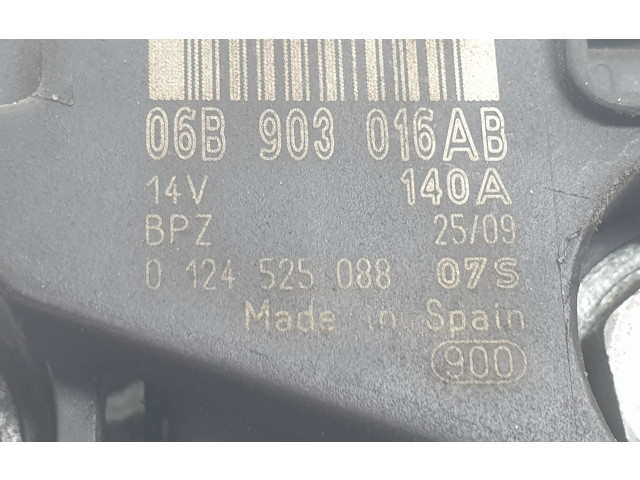 06B 903 016AB
14V 140A
BPZ 25/09
0 124 525 088 07S
Made in Spain
900